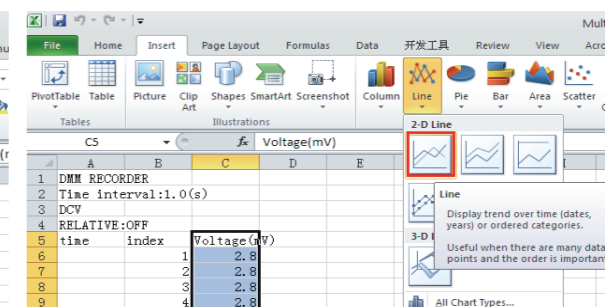 Mult
nu
File Home Insert Page Layout Formulas Data 开发工具 Review View Acro
PivotTable Table Picture Clip Art Shapes SmartArt Screenshot Column Line Pie Bar Area Scatter
Tables Illustrations
2-D Line
C5 fx Voltage(mV)
(r
A B C D E I
1 DMM RECORDER
2 Time interval:1.0(s)
3 DCV
4 RELATIVE:OFF
5 time index Voltage(mV)
6 1 2.8
7 2 2.8
8 3 2.8
9 4 2.8
Line
Display trend over time (dates,
years) or ordered categories.
Useful when there are many data
points and the order is important
3-D
All Chart Types...